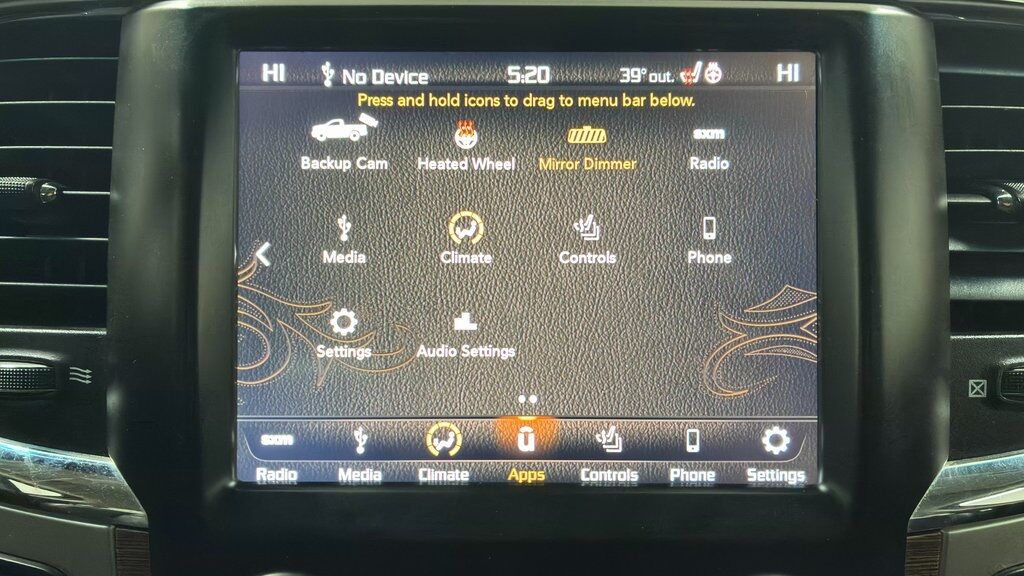 HI No Device 5:20 39° out. HI
Press and hold icons to drag to menu bar below.
Backup Cam Heated Wheel Mirror Dimmer Radio
sxm
Media Climate Controls Phone
Settings Audio Settings
sxm
Radio Media Climate Apps Controls Phone Settings